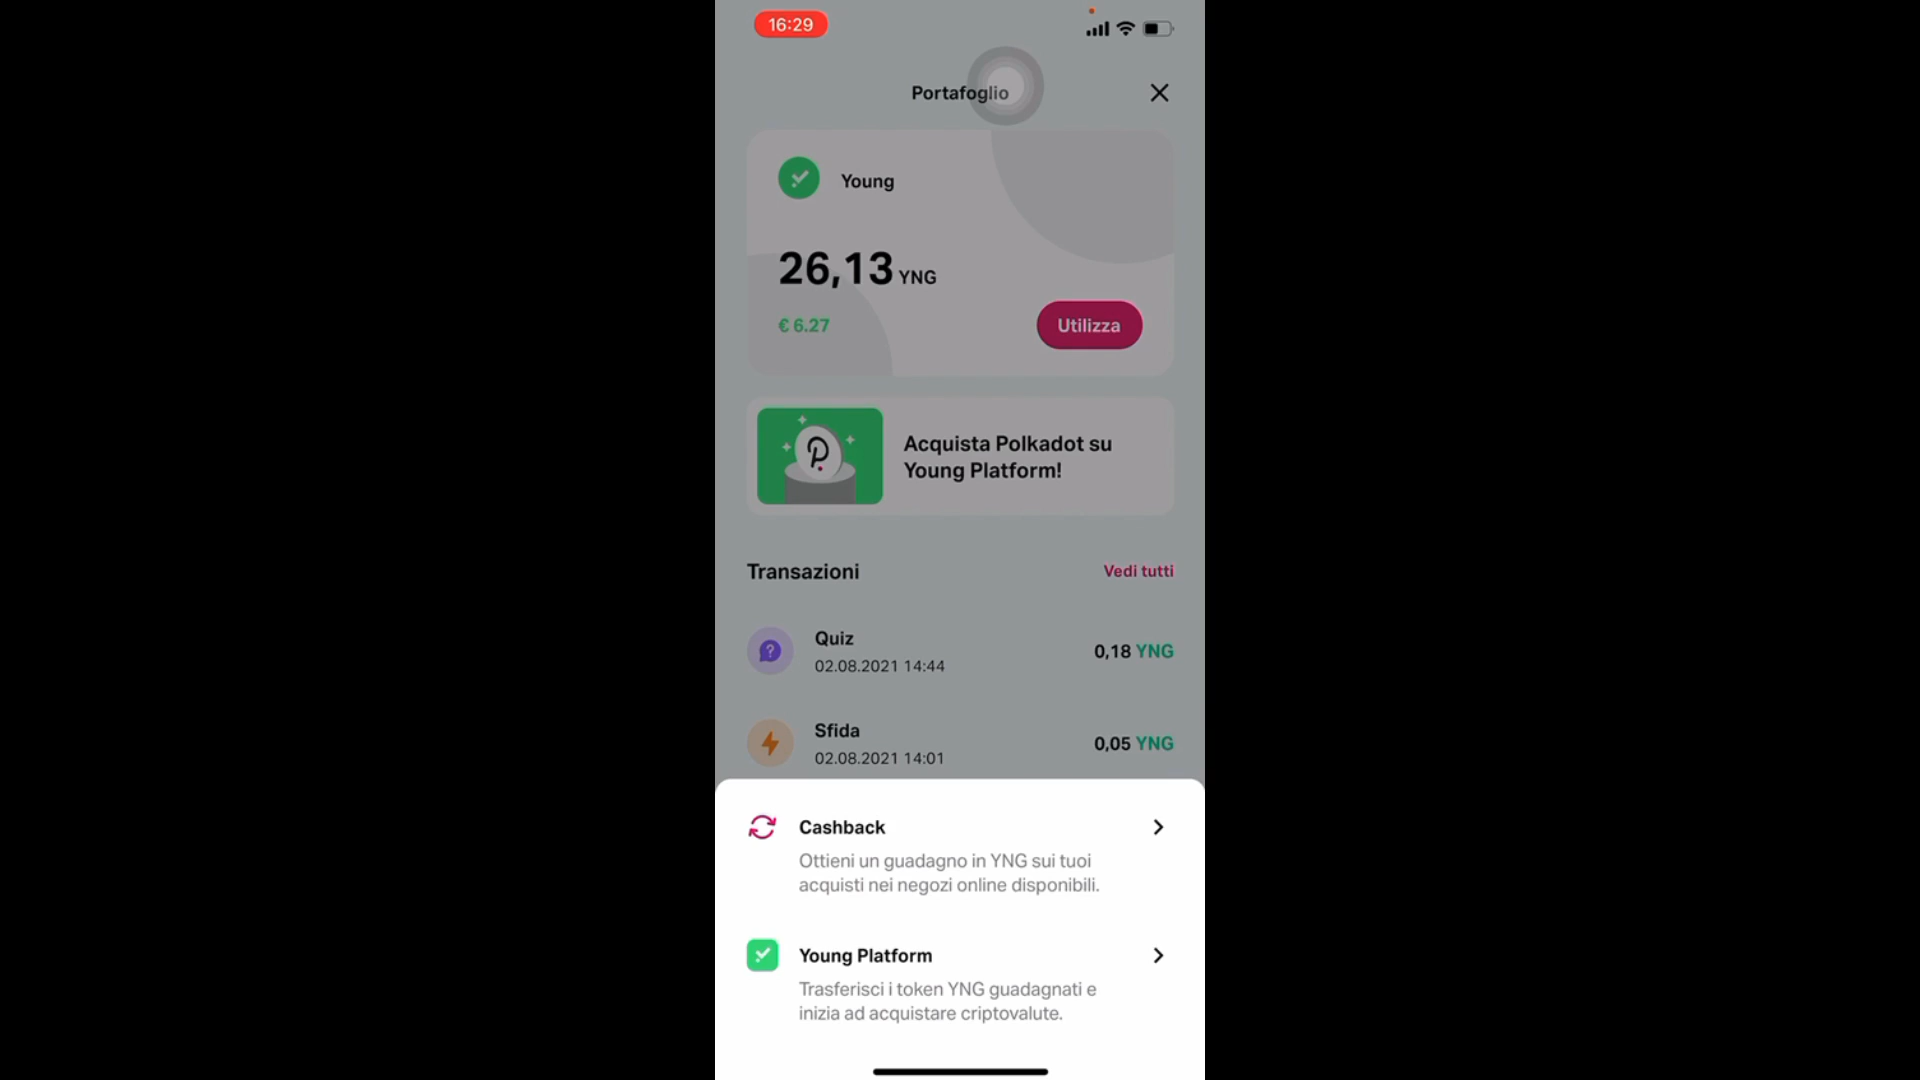 16:29
Portafoglio
Young
26,13 YNG
€ 6.27
Utilizza
Acquista Polkadot su
Young Platform!
Transazioni
Vedi tutti
Quiz
02.08.2021 14:44
0,18 YNG
Sfida
02.08.2021 14:01
0,05 YNG
Cashback
Ottieni un guadagno in YNG sui tuoi
acquisti nei negozi online disponibili.
Young Platform
Trasferisci i token YNG guadagnati e
inizia ad acquistare criptovalute.